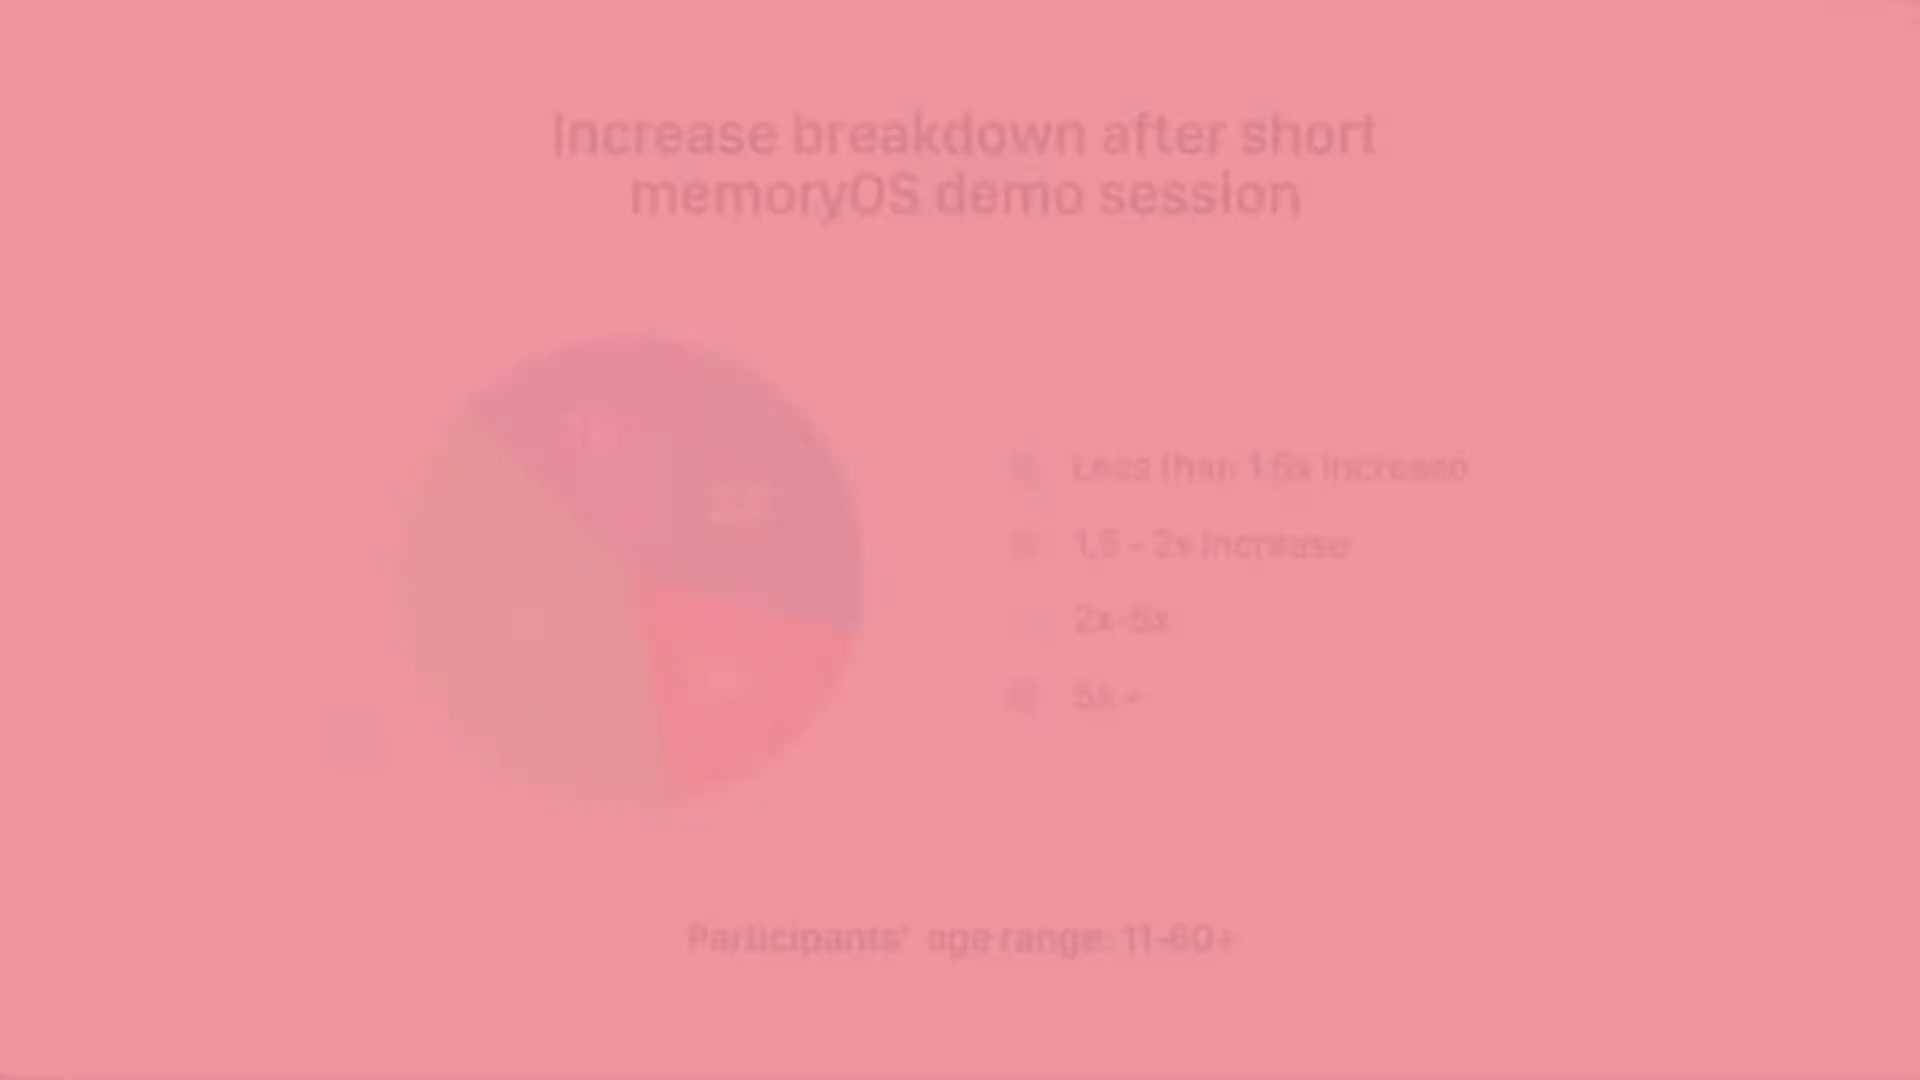 Increase breakdown after short
memoryOS demo session
Less than 1,5x increase
1,5 - 2x increase
2x-5x
5x +
Participants' age range: 11-60+